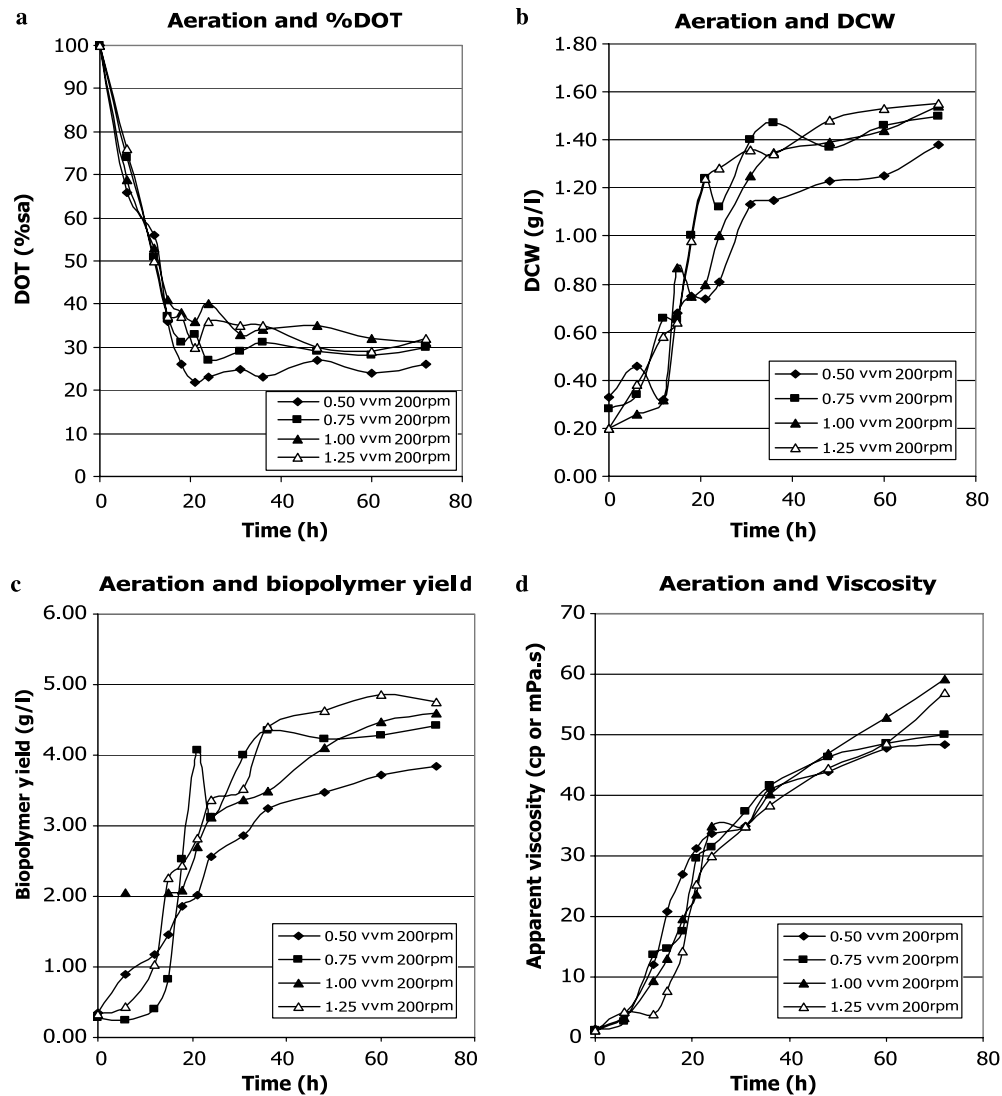 a
Aeration and %DOT
100
90
80
70
60
50
40
30
20
10
0
DOT (%sa)
0 20 40 60 80
Time (h)
0.50 vvm 200rpm
0.75 vvm 200rpm
1.00 vvm 200rpm
1.25 vvm 200rpm
b
Aeration and DCW
1.80
1.60
1.40
1.20
1.00
0.80
0.60
0.40
0.20
0.00
DCW (g/l)
0 20 40 60 80
Time (h)
0.50 vvm 200rpm
0.75 vvm 200rpm
1.00 vvm 200rpm
1.25 vvm 200rpm
c
Aeration and biopolymer yield
6.00
5.00
4.00
3.00
2.00
1.00
0.00
Biopolymer yield (g/l)
0 20 40 60 80
Time (h)
0.50 vvm 200rpm
0.75 vvm 200rpm
1.00 vvm 200rpm
1.25 vvm 200rpm
d
Aeration and Viscosity
70
60
50
40
30
20
10
0
Apparent viscosity (cp or mPa.s)
0 20 40 60 80
Time (h)
0.50 vvm 200rpm
0.75 vvm 200rpm
1.00 vvm 200rpm
1.25 vvm 200rpm